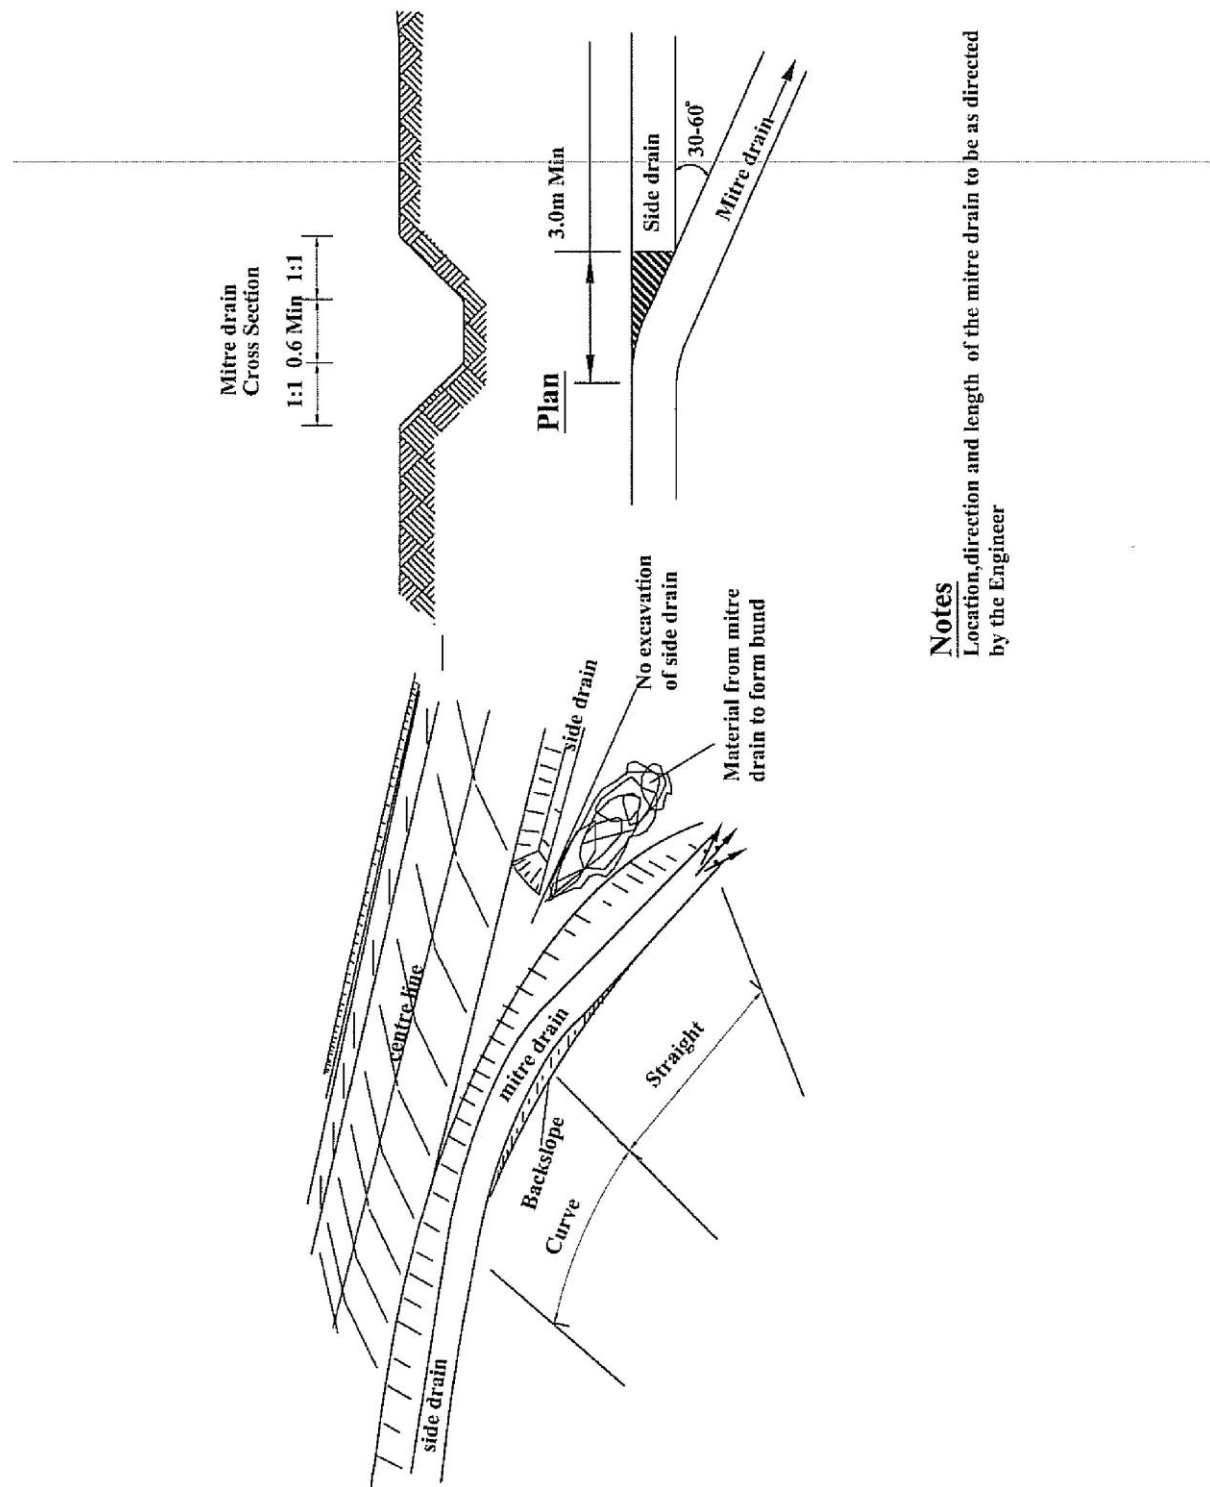 Mitre drain
Cross Section
1:1 0.6 Min 1:1
Plan
3.0m Min
Side drain
30-60°
Mitre drain
centre line
side drain
side drain
mitre drain
Backslope
Curve
Straight
No excavation
of side drain
Material from mitre
drain to form bund
Notes
Location,direction and length of the mitre drain to be as directed
by the Engineer